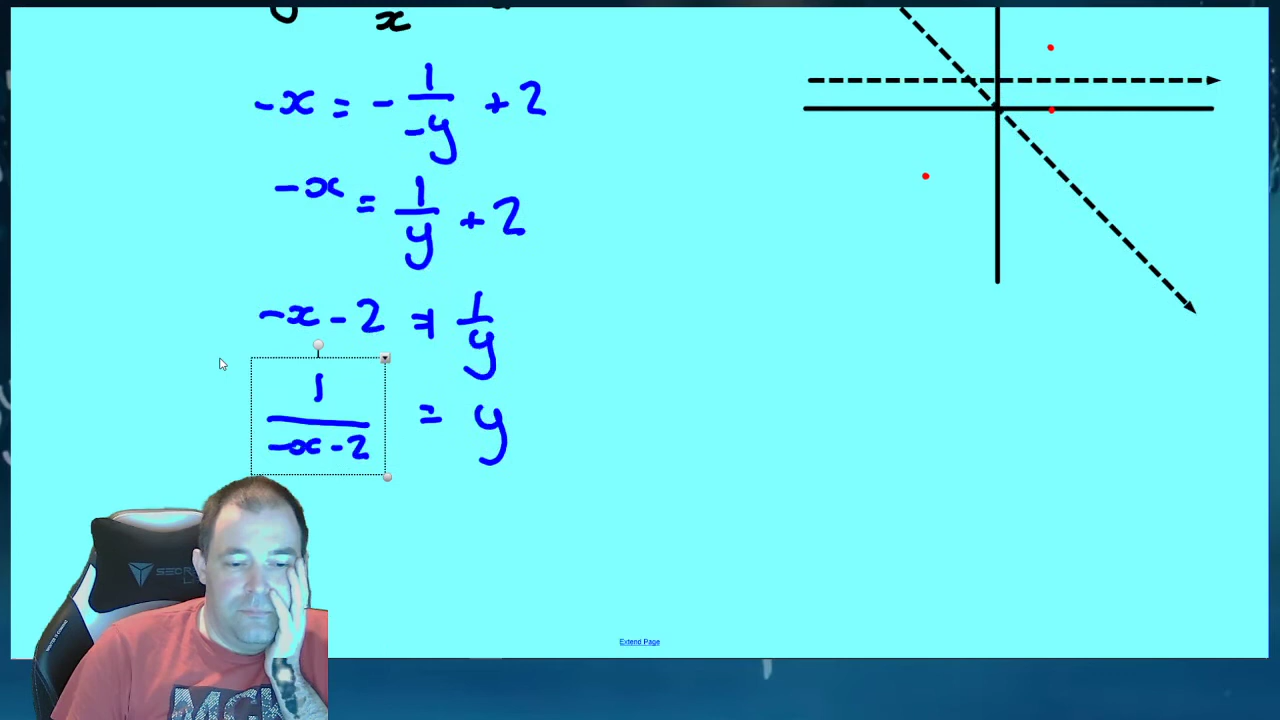 x
-x = - 1/-y + 2
-x = 1/y + 2
-x - 2 = 1/y
1/-x-2 = y
Extend Page